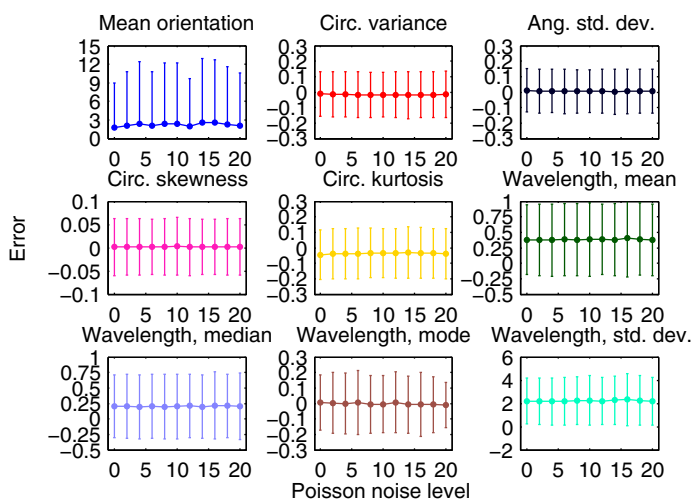 Mean orientation
15
12
9
6
3
0
0 5 10 15 20
Circ. variance
0.3
0.2
0.1
0
−0.1
−0.2
−0.3
0 5 10 15 20
Ang. std. dev.
0.3
0.2
0.1
0
−0.1
−0.2
−0.3
0 5 10 15 20
Circ. skewness
0.1
0.05
0
−0.05
−0.1
0 5 10 15 20
Circ. kurtosis
0.3
0.2
0.1
0
−0.1
−0.2
−0.3
0 5 10 15 20
Wavelength, mean
1
0.75
0.5
0.25
0
−0.25
−0.5
0 5 10 15 20
Wavelength, median
1
0.75
0.5
0.25
0
−0.25
−0.5
0 5 10 15 20
Wavelength, mode
0.3
0.2
0.1
0
−0.1
−0.2
−0.3
0 5 10 15 20
Wavelength, std. dev.
6
4
2
0
−2
0 5 10 15 20
Error
Poisson noise level